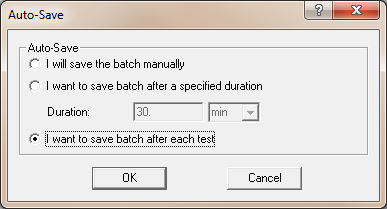 Auto-Save
Auto-Save
I will save the batch manually
I want to save batch after a specified duration
Duration: 30. min
I want to save batch after each test
OK Cancel